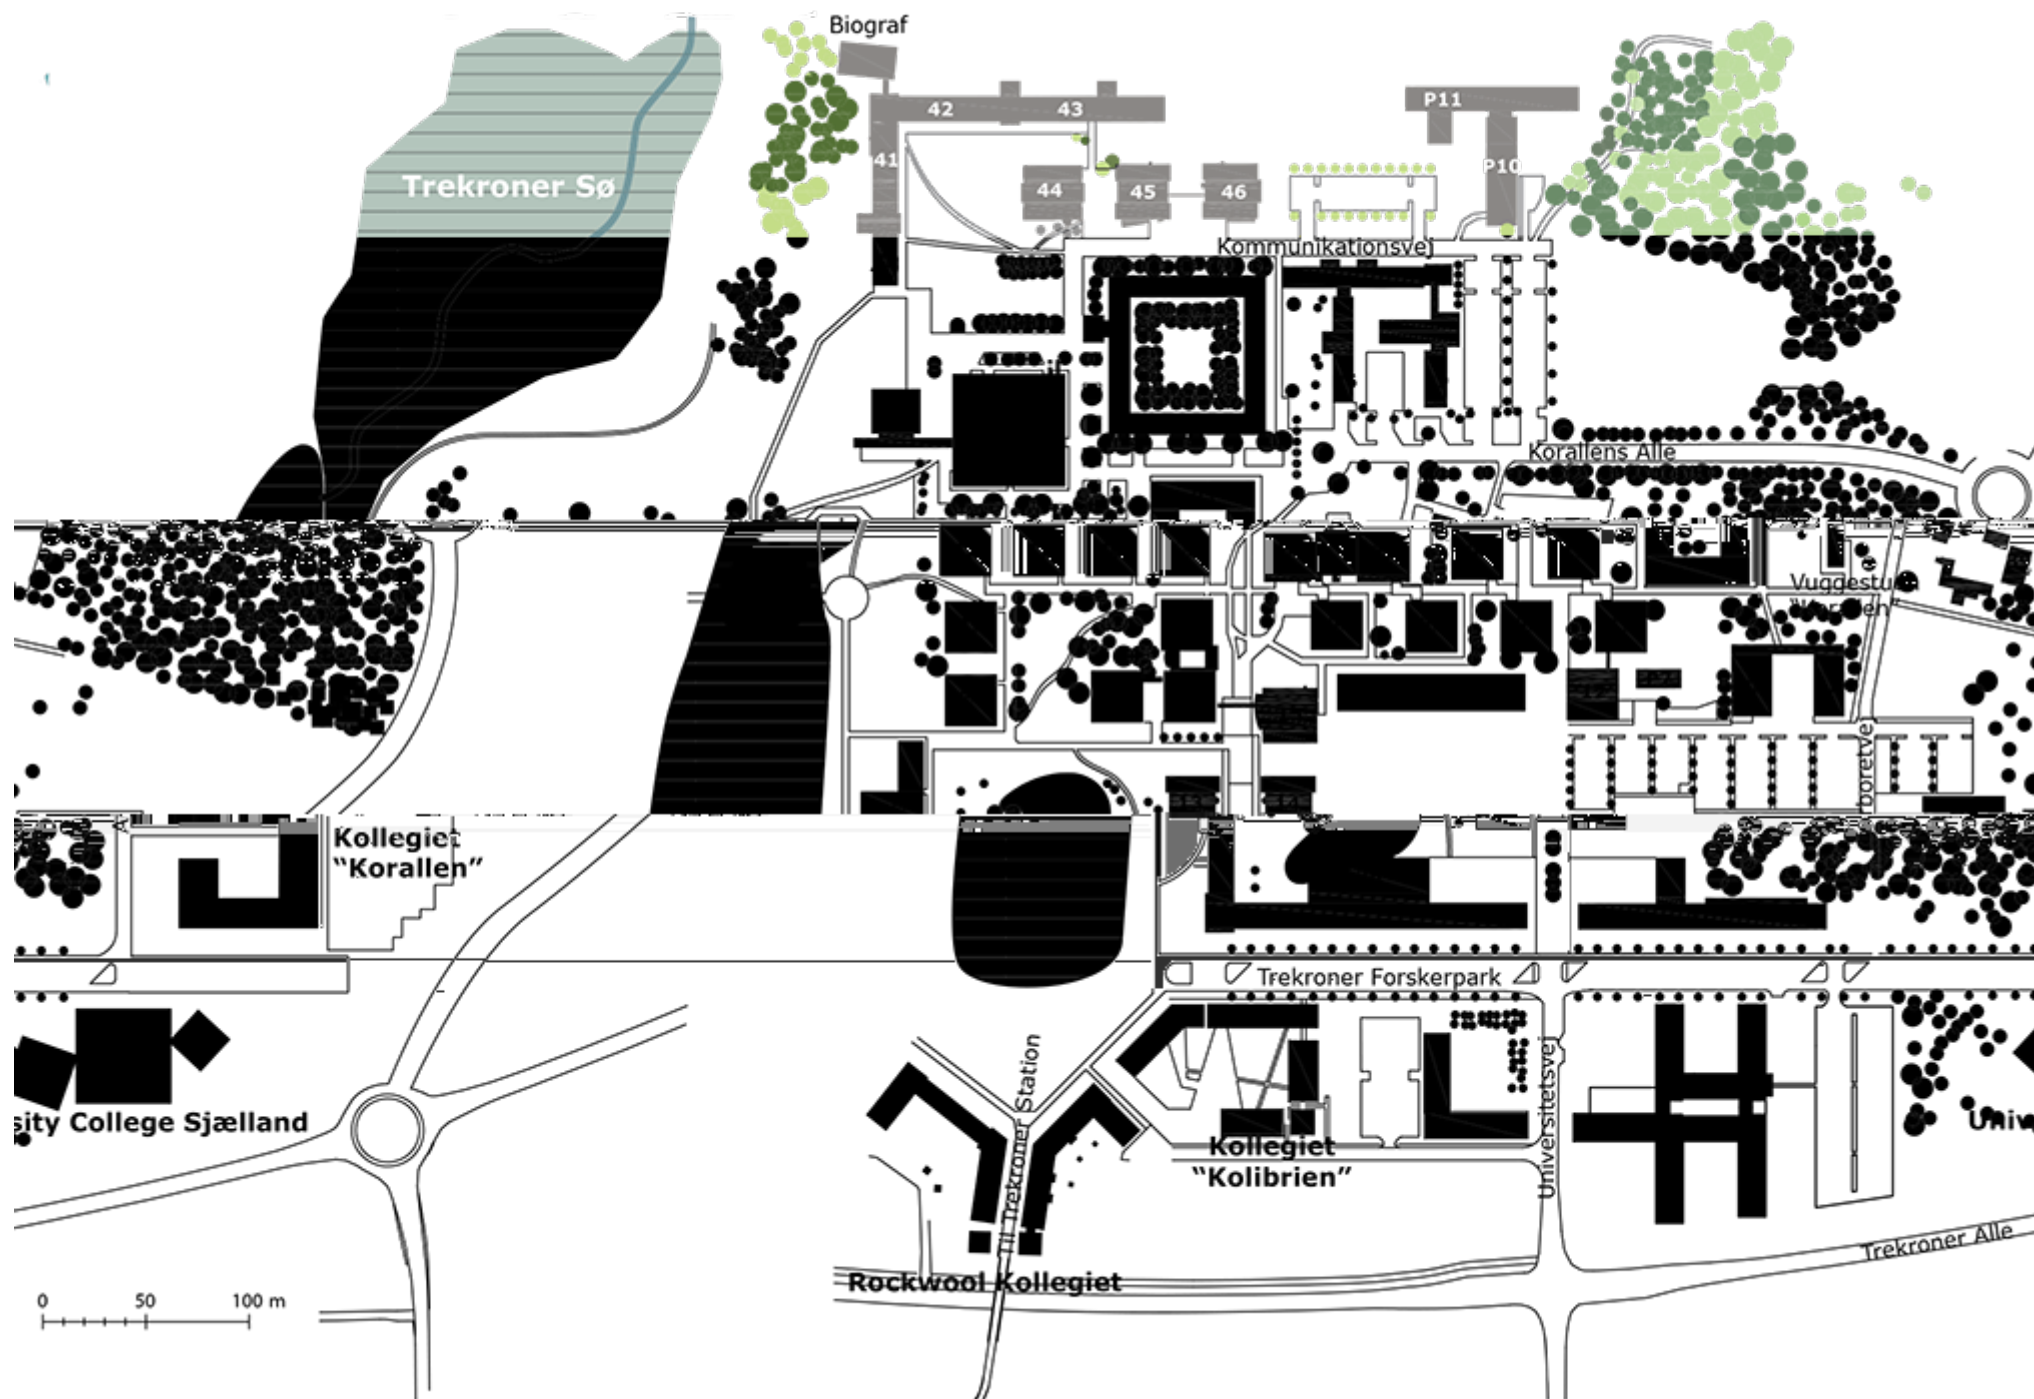 Biograf
42
43
P11
41
P10
Trekroner Sø
44
45
46
Kommunikationsvej
Korallens Alle
Kollegiet
“Korallen”
Trekroner Forskerpark
Til Trekroner Station
Universitetsvej
sity College Sjælland
Univ
Kollegiet
“Kolibrien”
Trekroner Alle
Rockwool Kollegiet
0 50 100 m